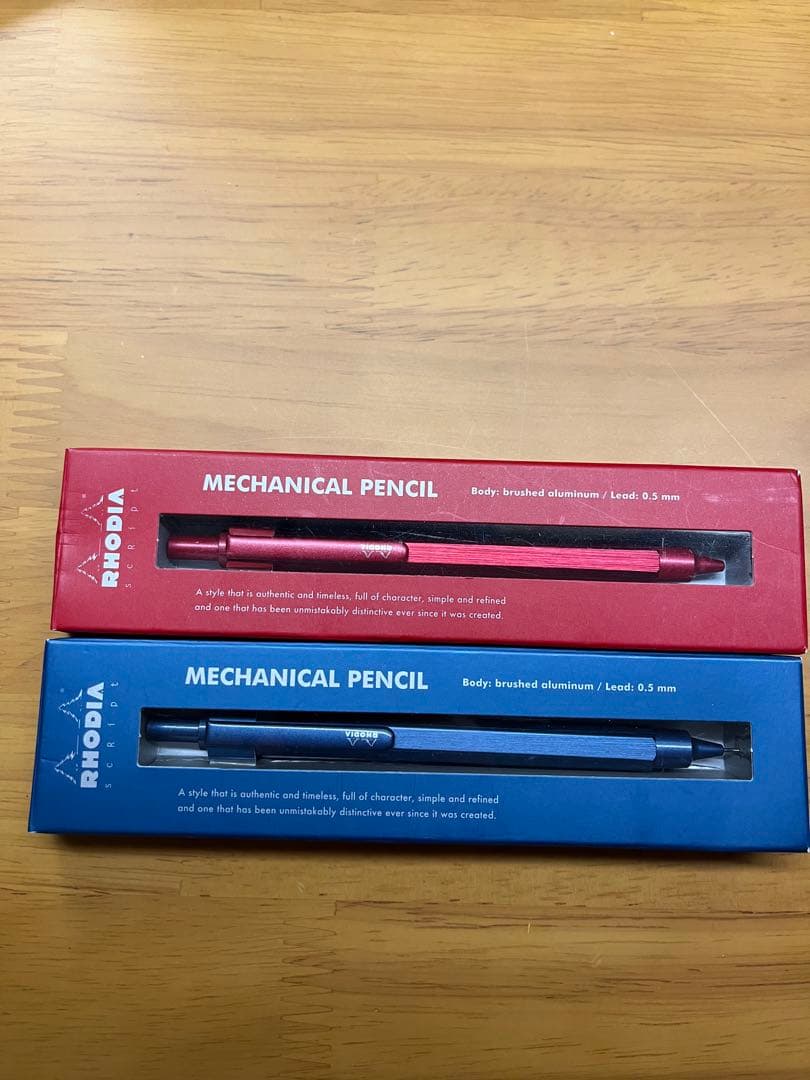 MECHANICAL PENCIL
Body: brushed aluminum / Lead: 0.5 mm
RHODIA
script
RHODIA
A style that is authentic and timeless, full of character, simple and refined
and one that has been unmistakably distinctive ever since it was created.
MECHANICAL PENCIL
Body: brushed aluminum / Lead: 0.5 mm
RHODIA
script
RHODIA
A style that is authentic and timeless, full of character, simple and refined
and one that has been unmistakably distinctive ever since it was created.